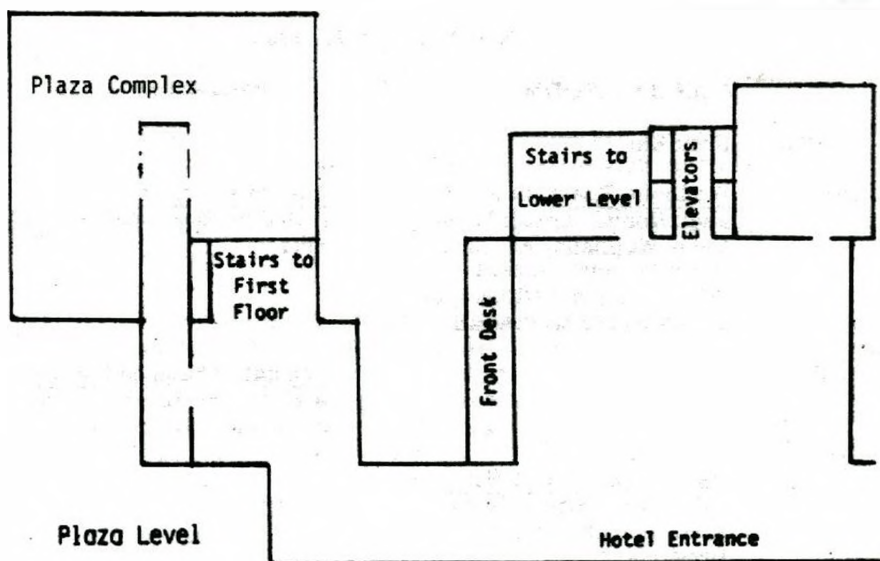 Plaza Complex
Stairs to
First
Floor
Stairs to
Lower Level
Elevators
Front Desk
Plaza Level
Hotel Entrance